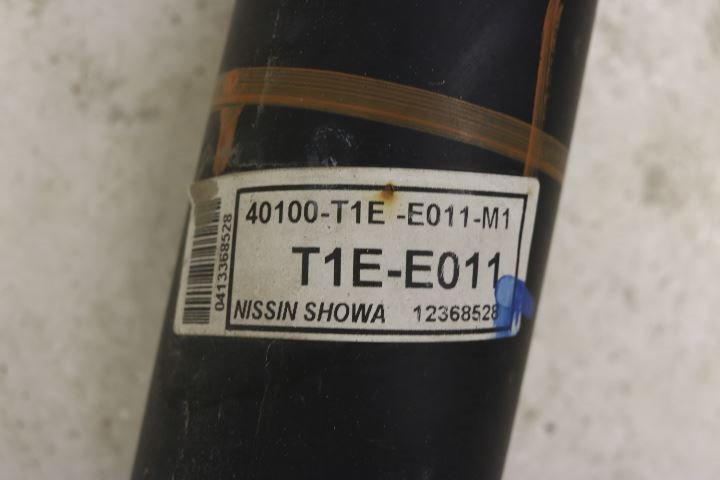 40100-T1E -E011-M1
T1E-E011
NISSIN SHOWA 12368528
0413368528